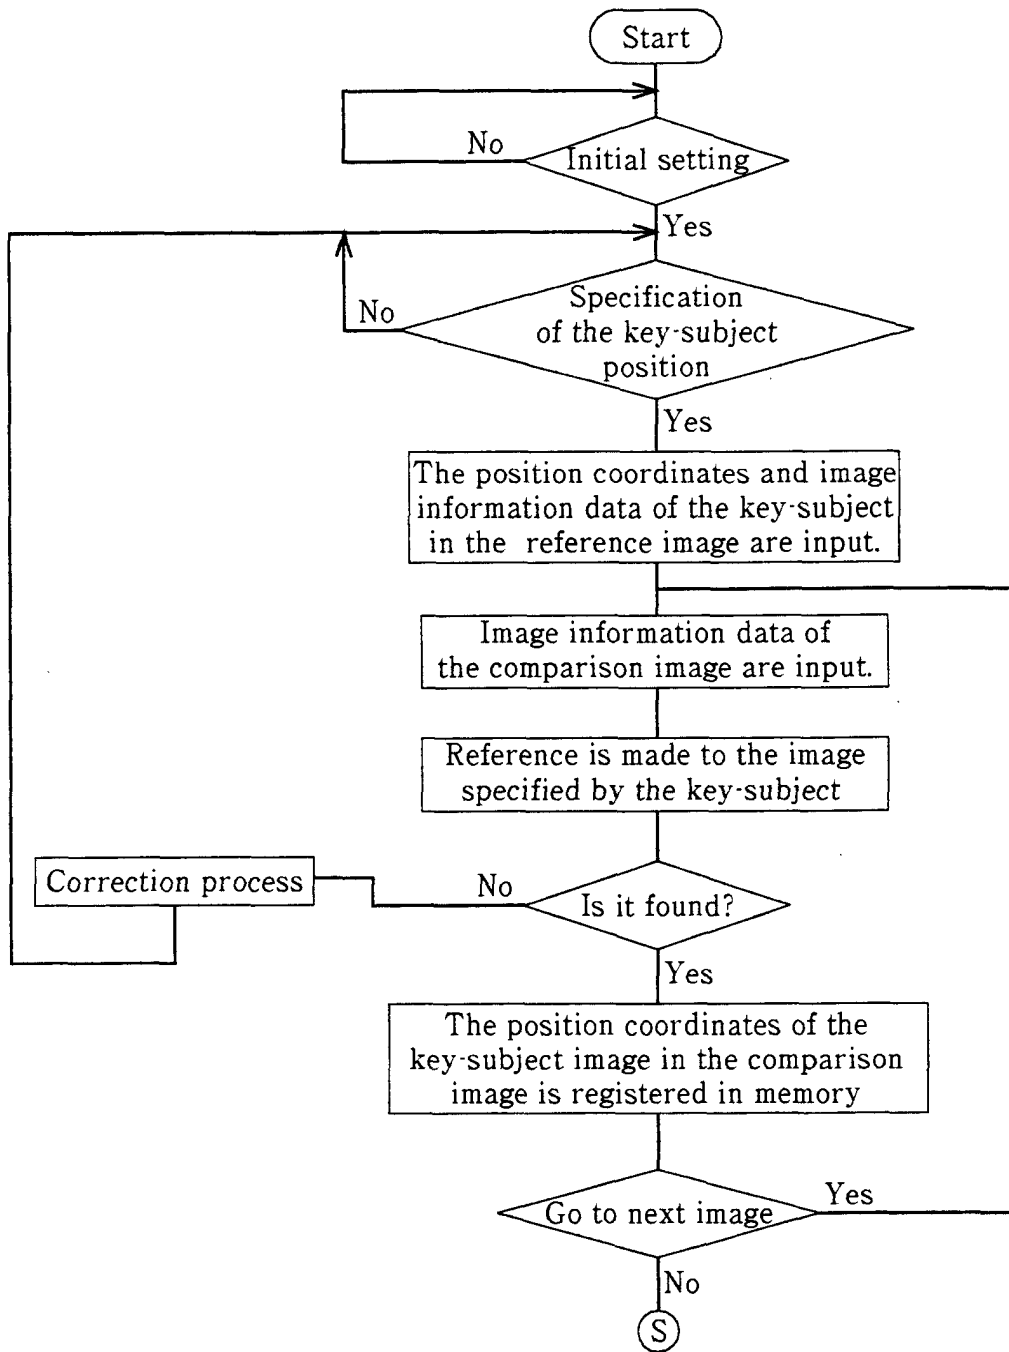 Start
No
Initial setting
Yes
Specification
No
of the key-subject
position
Yes
The position coordinates and image
information data of the key-subject
in the reference image are input.
Image information data of
the comparison image are input.
Reference is made to the image
specified by the key-subject
Correction process
No
Is it found?
Yes
The position coordinates of the
key-subject image in the comparison
image is registered in memory
Go to next image
Yes
No
S